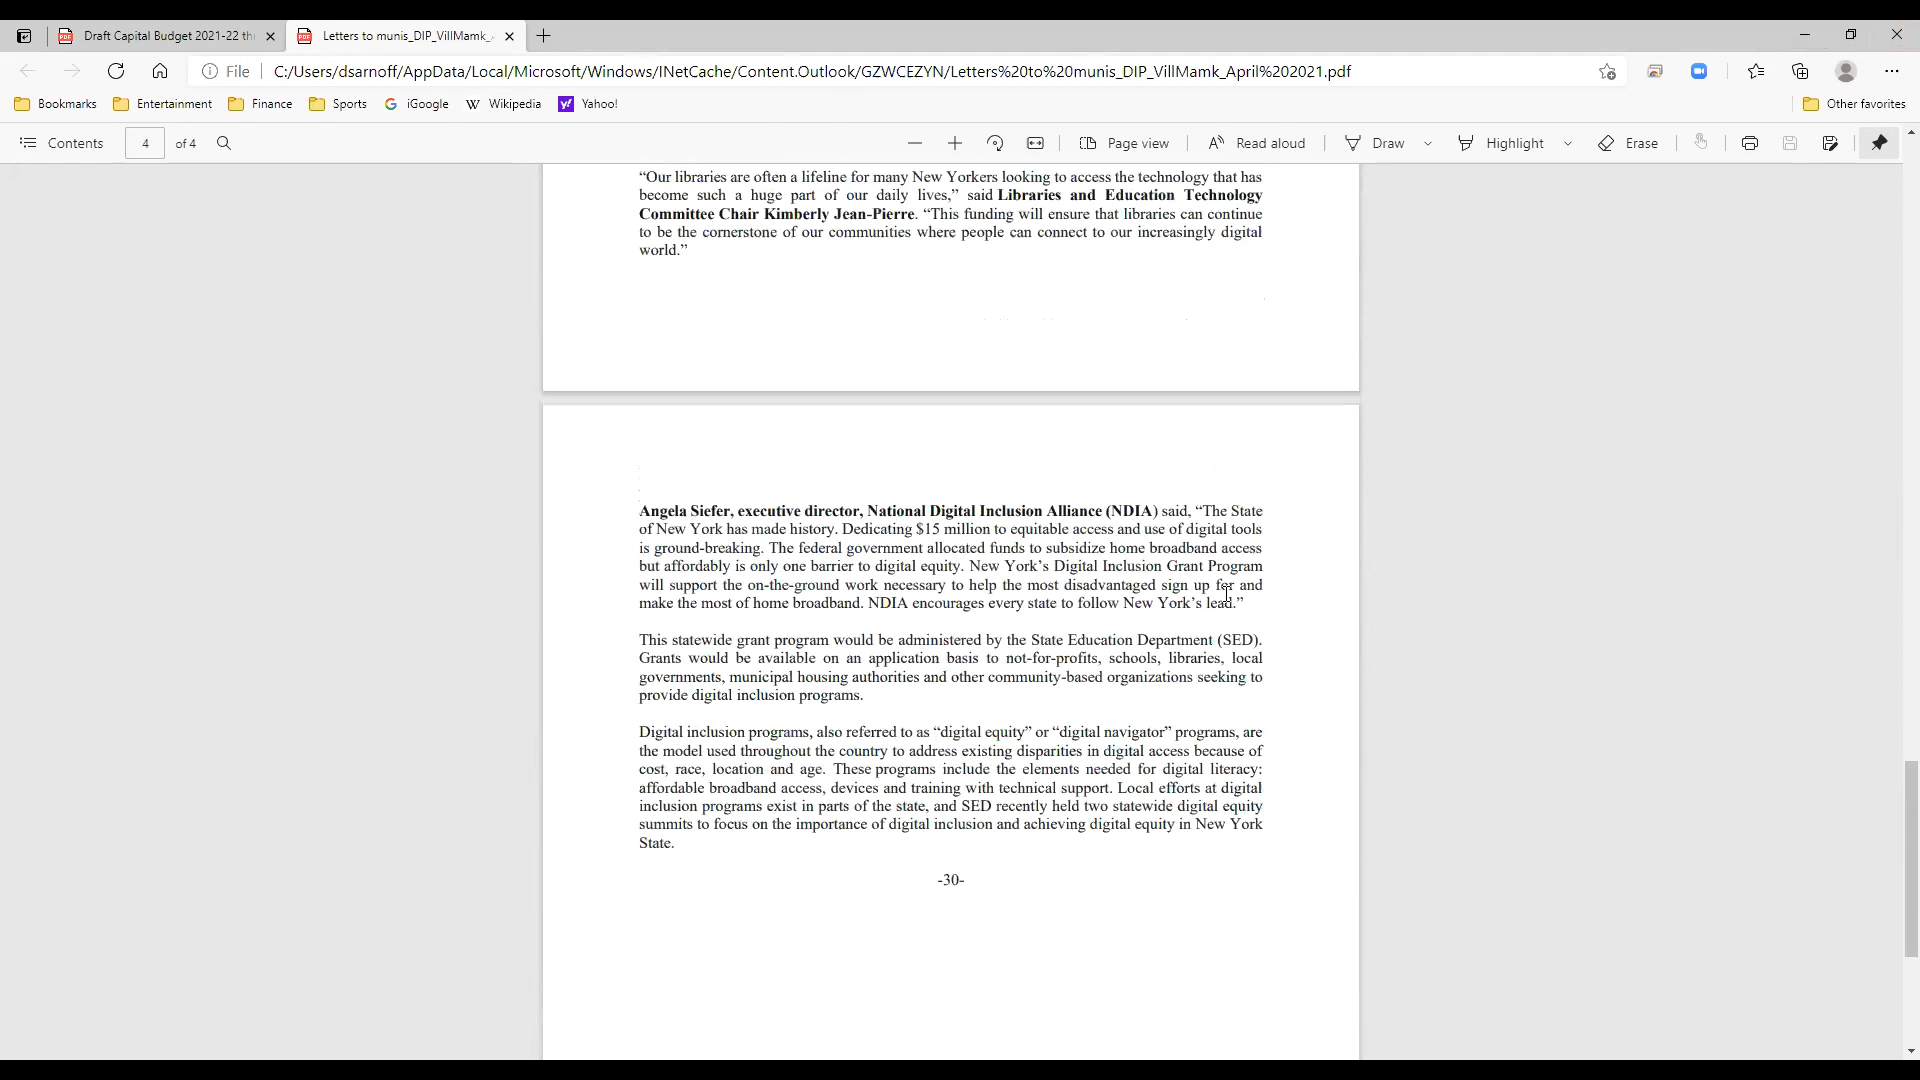 Draft Capital Budget 2021-22 th
Letters to munis_DIP_VillMamk_
File
C:/Users/dsarnoff/AppData/Local/Microsoft/Windows/INetCache/Content.Outlook/GZWCEZYN/Letters%20to%20munis_DIP_VillMamk_April%202021.pdf
Bookmarks Entertainment Finance Sports G iGoogle W Wikipedia y! Yahoo! Other favorites
Contents 4 of 4 Page view Read aloud Draw Highlight Erase
“Our libraries are often a lifeline for many New Yorkers looking to access the technology that has
become such a huge part of our daily lives,” said Libraries and Education Technology
Committee Chair Kimberly Jean-Pierre. “This funding will ensure that libraries can continue
to be the cornerstone of our communities where people can connect to our increasingly digital
world.”
Angela Siefer, executive director, National Digital Inclusion Alliance (NDIA) said, “The State
of New York has made history. Dedicating $15 million to equitable access and use of digital tools
is ground-breaking. The federal government allocated funds to subsidize home broadband access
but affordably is only one barrier to digital equity. New York’s Digital Inclusion Grant Program
will support the on-the-ground work necessary to help the most disadvantaged sign up for and
make the most of home broadband. NDIA encourages every state to follow New York’s lead.”
This statewide grant program would be administered by the State Education Department (SED).
Grants would be available on an application basis to not-for-profits, schools, libraries, local
governments, municipal housing authorities and other community-based organizations seeking to
provide digital inclusion programs.
Digital inclusion programs, also referred to as “digital equity” or “digital navigator” programs, are
the model used throughout the country to address existing disparities in digital access because of
cost, race, location and age. These programs include the elements needed for digital literacy:
affordable broadband access, devices and training with technical support. Local efforts at digital
inclusion programs exist in parts of the state, and SED recently held two statewide digital equity
summits to focus on the importance of digital inclusion and achieving digital equity in New York
State.
-30-